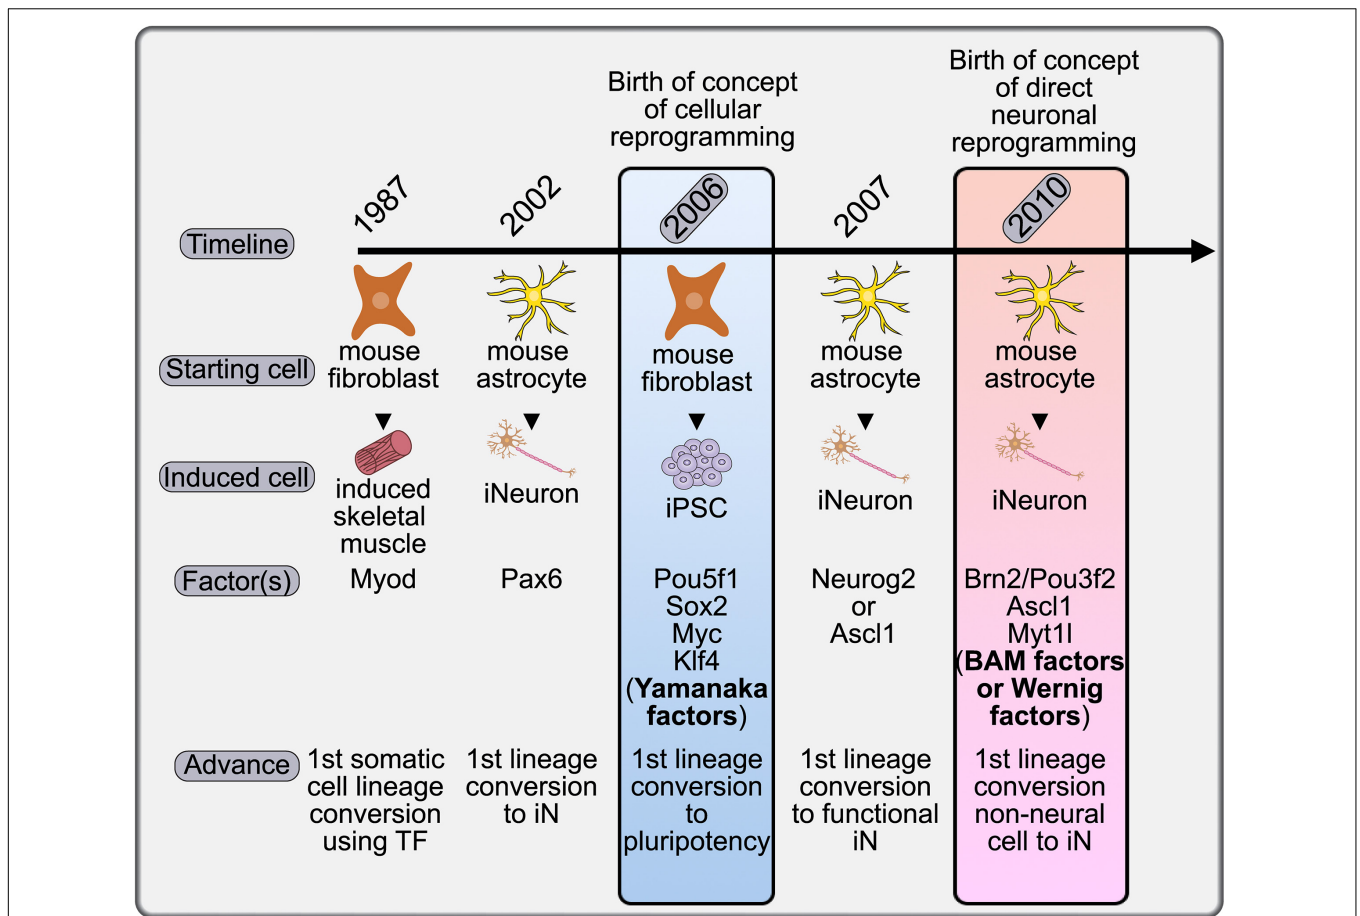 Birth of concept
of cellular
reprogramming
Birth of concept
of direct
neuronal
reprogramming
Timeline
1987
2002
2006
2007
2010
Starting cell
mouse
fibroblast
mouse
astrocyte
mouse
fibroblast
mouse
astrocyte
mouse
astrocyte
Induced cell
induced
skeletal
muscle
iNeuron
iPSC
iNeuron
iNeuron
Factor(s)
Myod
Pax6
Pou5f1
Sox2
Myc
Klf4
(Yamanaka
factors)
Neurog2
or
Ascl1
Brn2/Pou3f2
Ascl1
Myt1l
(BAM factors
or Wernig
factors)
Advance
1st somatic
cell lineage
conversion
using TF
1st lineage
conversion
to iN
1st lineage
conversion
to
pluripotency
1st lineage
conversion
to functional
iN
1st lineage
conversion
non-neural
cell to iN